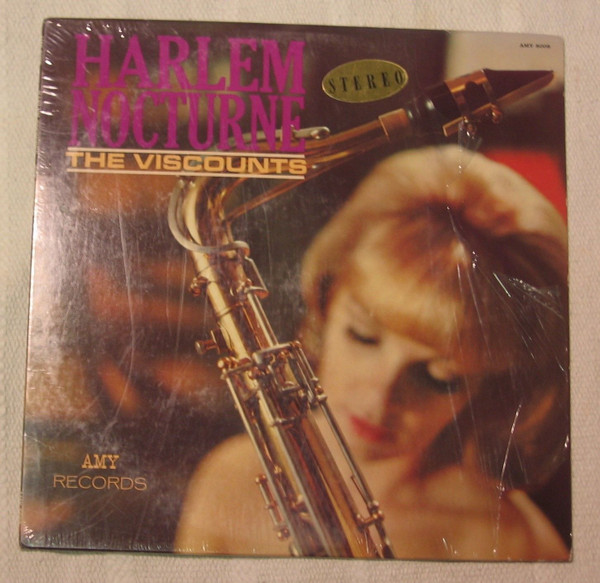 HARLEM
NOCTURNE
THE VISCOUNTS
STEREO
AMY
RECORDS